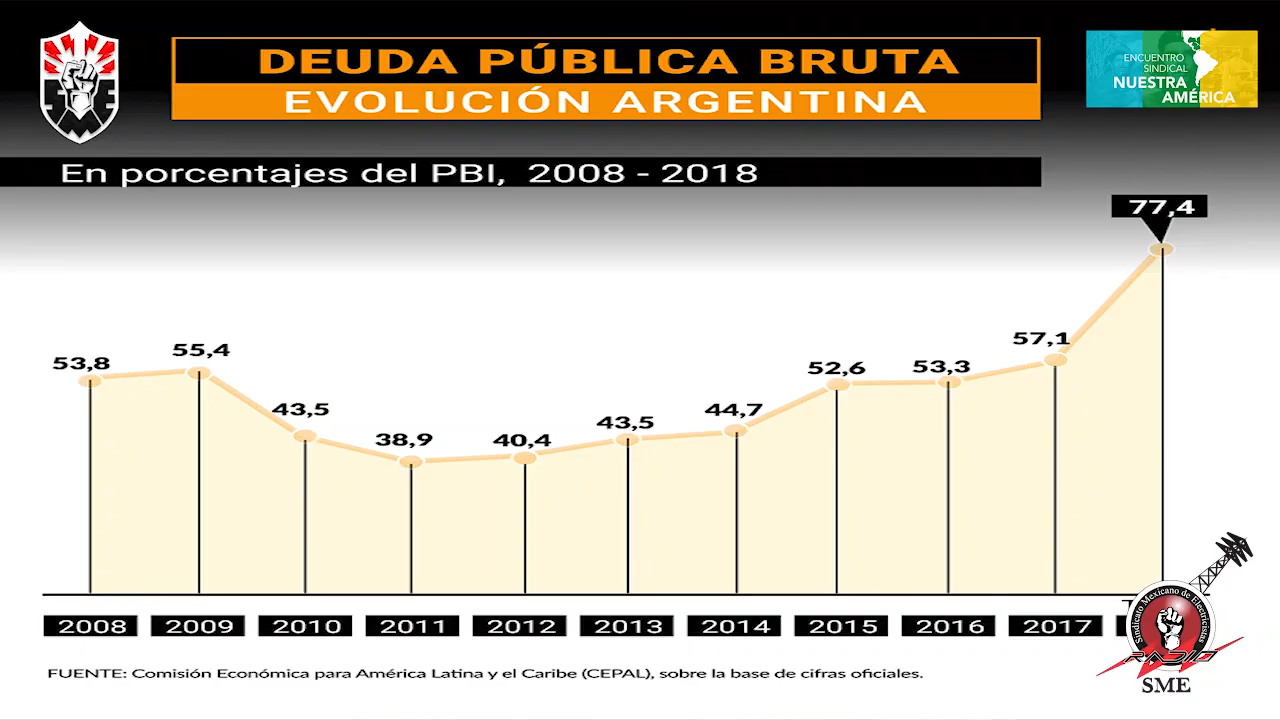 DEUDA PÚBLICA BRUTA
EVOLUCIÓN ARGENTINA
ENCUENTRO
SINDICAL
NUESTRA
AMÉRICA
En porcentajes del PBI, 2008 - 2018
77,4
53,8
55,4
43,5
38,9
40,4
43,5
44,7
52,6
53,3
57,1
2008
2009
2010
2011
2012
2013
2014
2015
2016
2017
Sindicato Mexicano de Electricistas
RADIO
SME
FUENTE: Comisión Económica para América Latina y el Caribe (CEPAL), sobre la base de cifras oficiales.